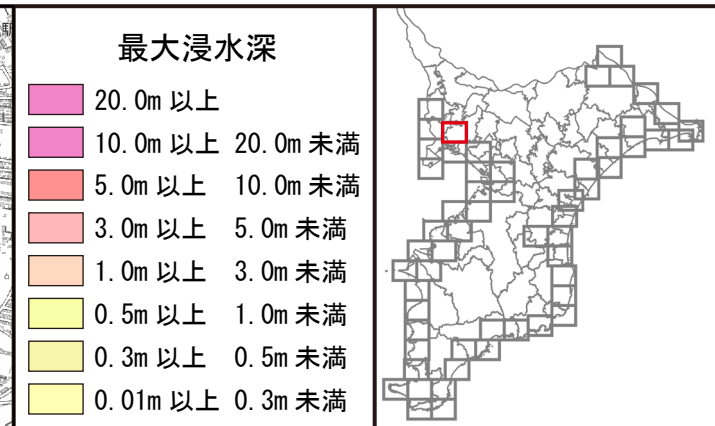 最大浸水深
20.0m 以上
10.0m 以上 20.0m 未満
5.0m 以上 10.0m 未満
3.0m 以上 5.0m 未満
1.0m 以上 3.0m 未満
0.5m 以上 1.0m 未満
0.3m 以上 0.5m 未満
0.01m 以上 0.3m 未満